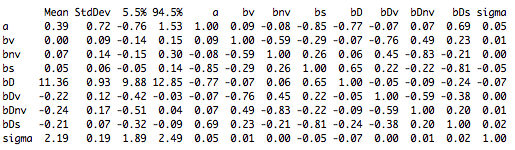 Mean StdDev 5.5% 94.5% a bv bnv bs bD bDv bDnv bDs sigma
a 0.39 0.72 -0.76 1.53 1.00 0.09 -0.08 -0.85 -0.77 -0.07 0.07 0.69 0.05
bv 0.00 0.09 -0.14 0.15 0.09 1.00 -0.59 -0.29 -0.07 -0.76 0.49 0.23 0.01
bnv 0.07 0.14 -0.15 0.30 -0.08 -0.59 1.00 0.26 0.06 0.45 -0.83 -0.21 0.00
bs 0.05 0.06 -0.05 0.14 -0.85 -0.29 0.26 1.00 0.65 0.22 -0.22 -0.81 -0.05
bD 11.36 0.93 9.88 12.85 -0.77 -0.07 0.06 0.65 1.00 -0.05 -0.09 -0.24 -0.07
bDv -0.22 0.12 -0.42 -0.03 -0.07 -0.76 0.45 0.22 -0.05 1.00 -0.59 -0.38 0.00
bDnv -0.24 0.17 -0.51 0.04 0.07 0.49 -0.83 -0.22 -0.09 -0.59 1.00 0.20 0.01
bDs -0.21 0.07 -0.32 -0.09 0.69 0.23 -0.21 -0.81 -0.24 -0.38 0.20 1.00 0.02
sigma 2.19 0.19 1.89 2.49 0.05 0.01 0.00 -0.05 -0.07 0.00 0.01 0.02 1.00